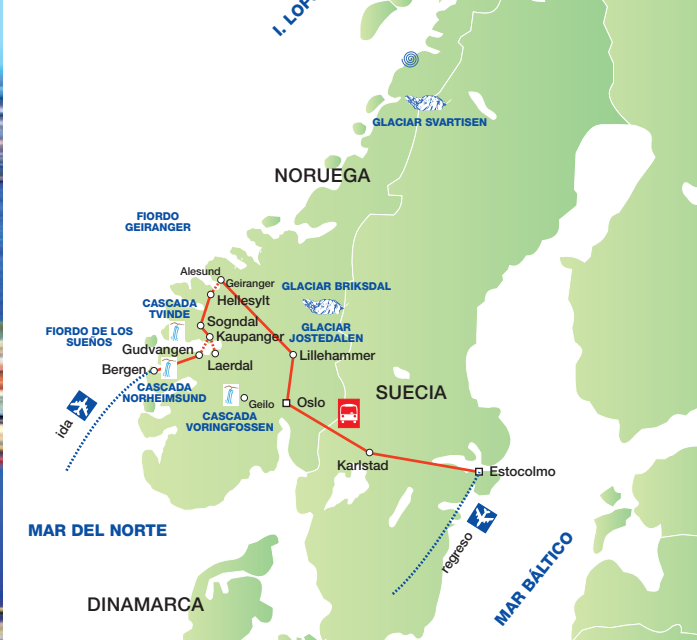 GLACIAR SVARTISEN
NORUEGA
FIORDO
GEIRANGER
Alesund
Geiranger
GLACIAR BRIKSDAL
Hellesylt
CASCADA
TVINDE
Sogndal
GLACIAR
JOSTEDALEN
FIORDO DE LOS
SUEÑOS
Kaupanger
Gudvangen
Lillehammer
Laerdal
Bergen
CASCADA
NORHEIMSUND
SUECIA
Geilo
Oslo
CASCADA
VORINGFOSSEN
ida
Karlstad
Estocolmo
MAR DEL NORTE
regreso
MAR BÁLTICO
DINAMARCA